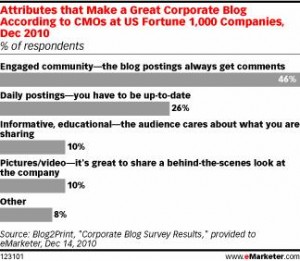 Attributes that Make a Great Corporate Blog
According to CMOs at US Fortune 1,000 Companies,
Dec 2010
% of respondents
Engaged community—the blog postings always get comments
46%
Daily postings—you have to be up-to-date
26%
Informative, educational—the audience cares about what you are
sharing
10%
Pictures/video—it's great to share a behind-the-scenes look at
the company
10%
Other
8%
Source: Blog2Print, "Corporate Blog Survey Results," provided to
eMarketer, Dec 14, 2010
123101 www.eMarketer.com